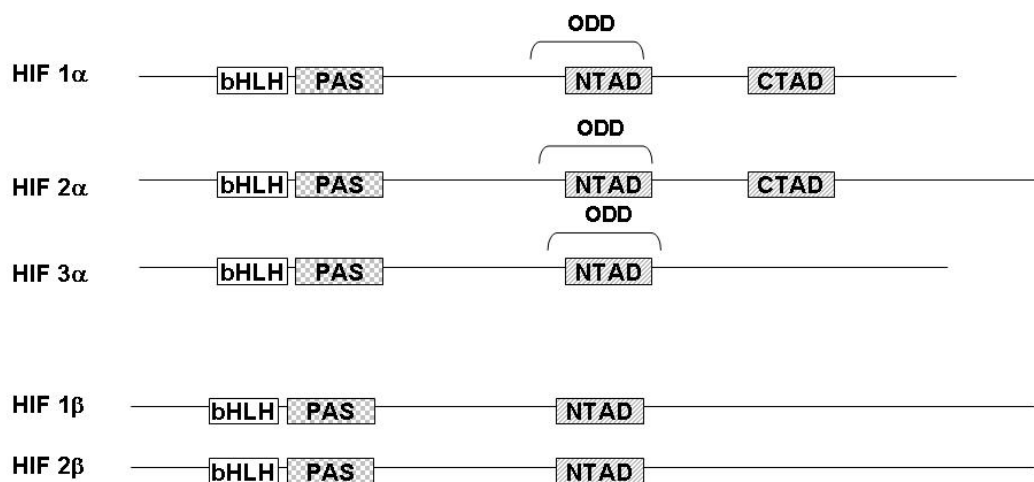 ODD
HIF 1α bHLH PAS NTAD CTAD
ODD
HIF 2α bHLH PAS NTAD CTAD
ODD
HIF 3α bHLH PAS NTAD
HIF 1β bHLH PAS NTAD
HIF 2β bHLH PAS NTAD